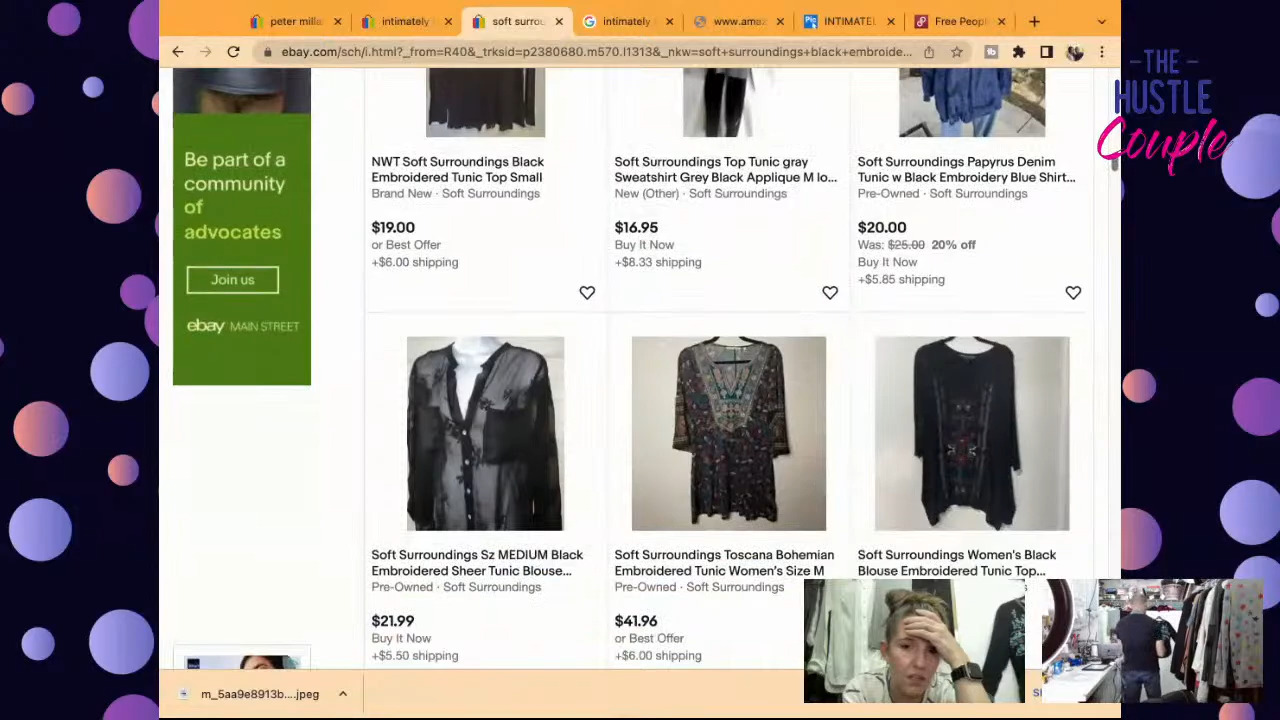 peter milla
intimately
soft surrou
intimately
www.amaz
INTIMATEL
Free Peopl
ebay.com/sch/i.html?_from=R40&_trksid=p2380680.m570.l1313&_nkw=soft+surroundings+black+embroide...
- THE -
HUSTLE
Couple
Be part of a
community
of
advocates
Join us
ebay MAIN STREET
NWT Soft Surroundings Black
Embroidered Tunic Top Small
Brand New · Soft Surroundings
$19.00
or Best Offer
+$6.00 shipping
Soft Surroundings Top Tunic gray
Sweatshirt Grey Black Applique M lo...
New (Other) · Soft Surroundings
$16.95
Buy It Now
+$8.33 shipping
Soft Surroundings Papyrus Denim
Tunic w Black Embroidery Blue Shirt...
Pre-Owned · Soft Surroundings
$20.00
Was: $25.00 20% off
Buy It Now
+$5.85 shipping
Soft Surroundings Sz MEDIUM Black
Embroidered Sheer Tunic Blouse...
Pre-Owned · Soft Surroundings
$21.99
Buy It Now
+$5.50 shipping
Soft Surroundings Toscana Bohemian
Embroidered Tunic Women's Size M
Pre-Owned · Soft Surroundings
$41.96
or Best Offer
+$6.00 shipping
Soft Surroundings Women's Black
Blouse Embroidered Tunic Top...
m_5aa9e8913b....jpeg